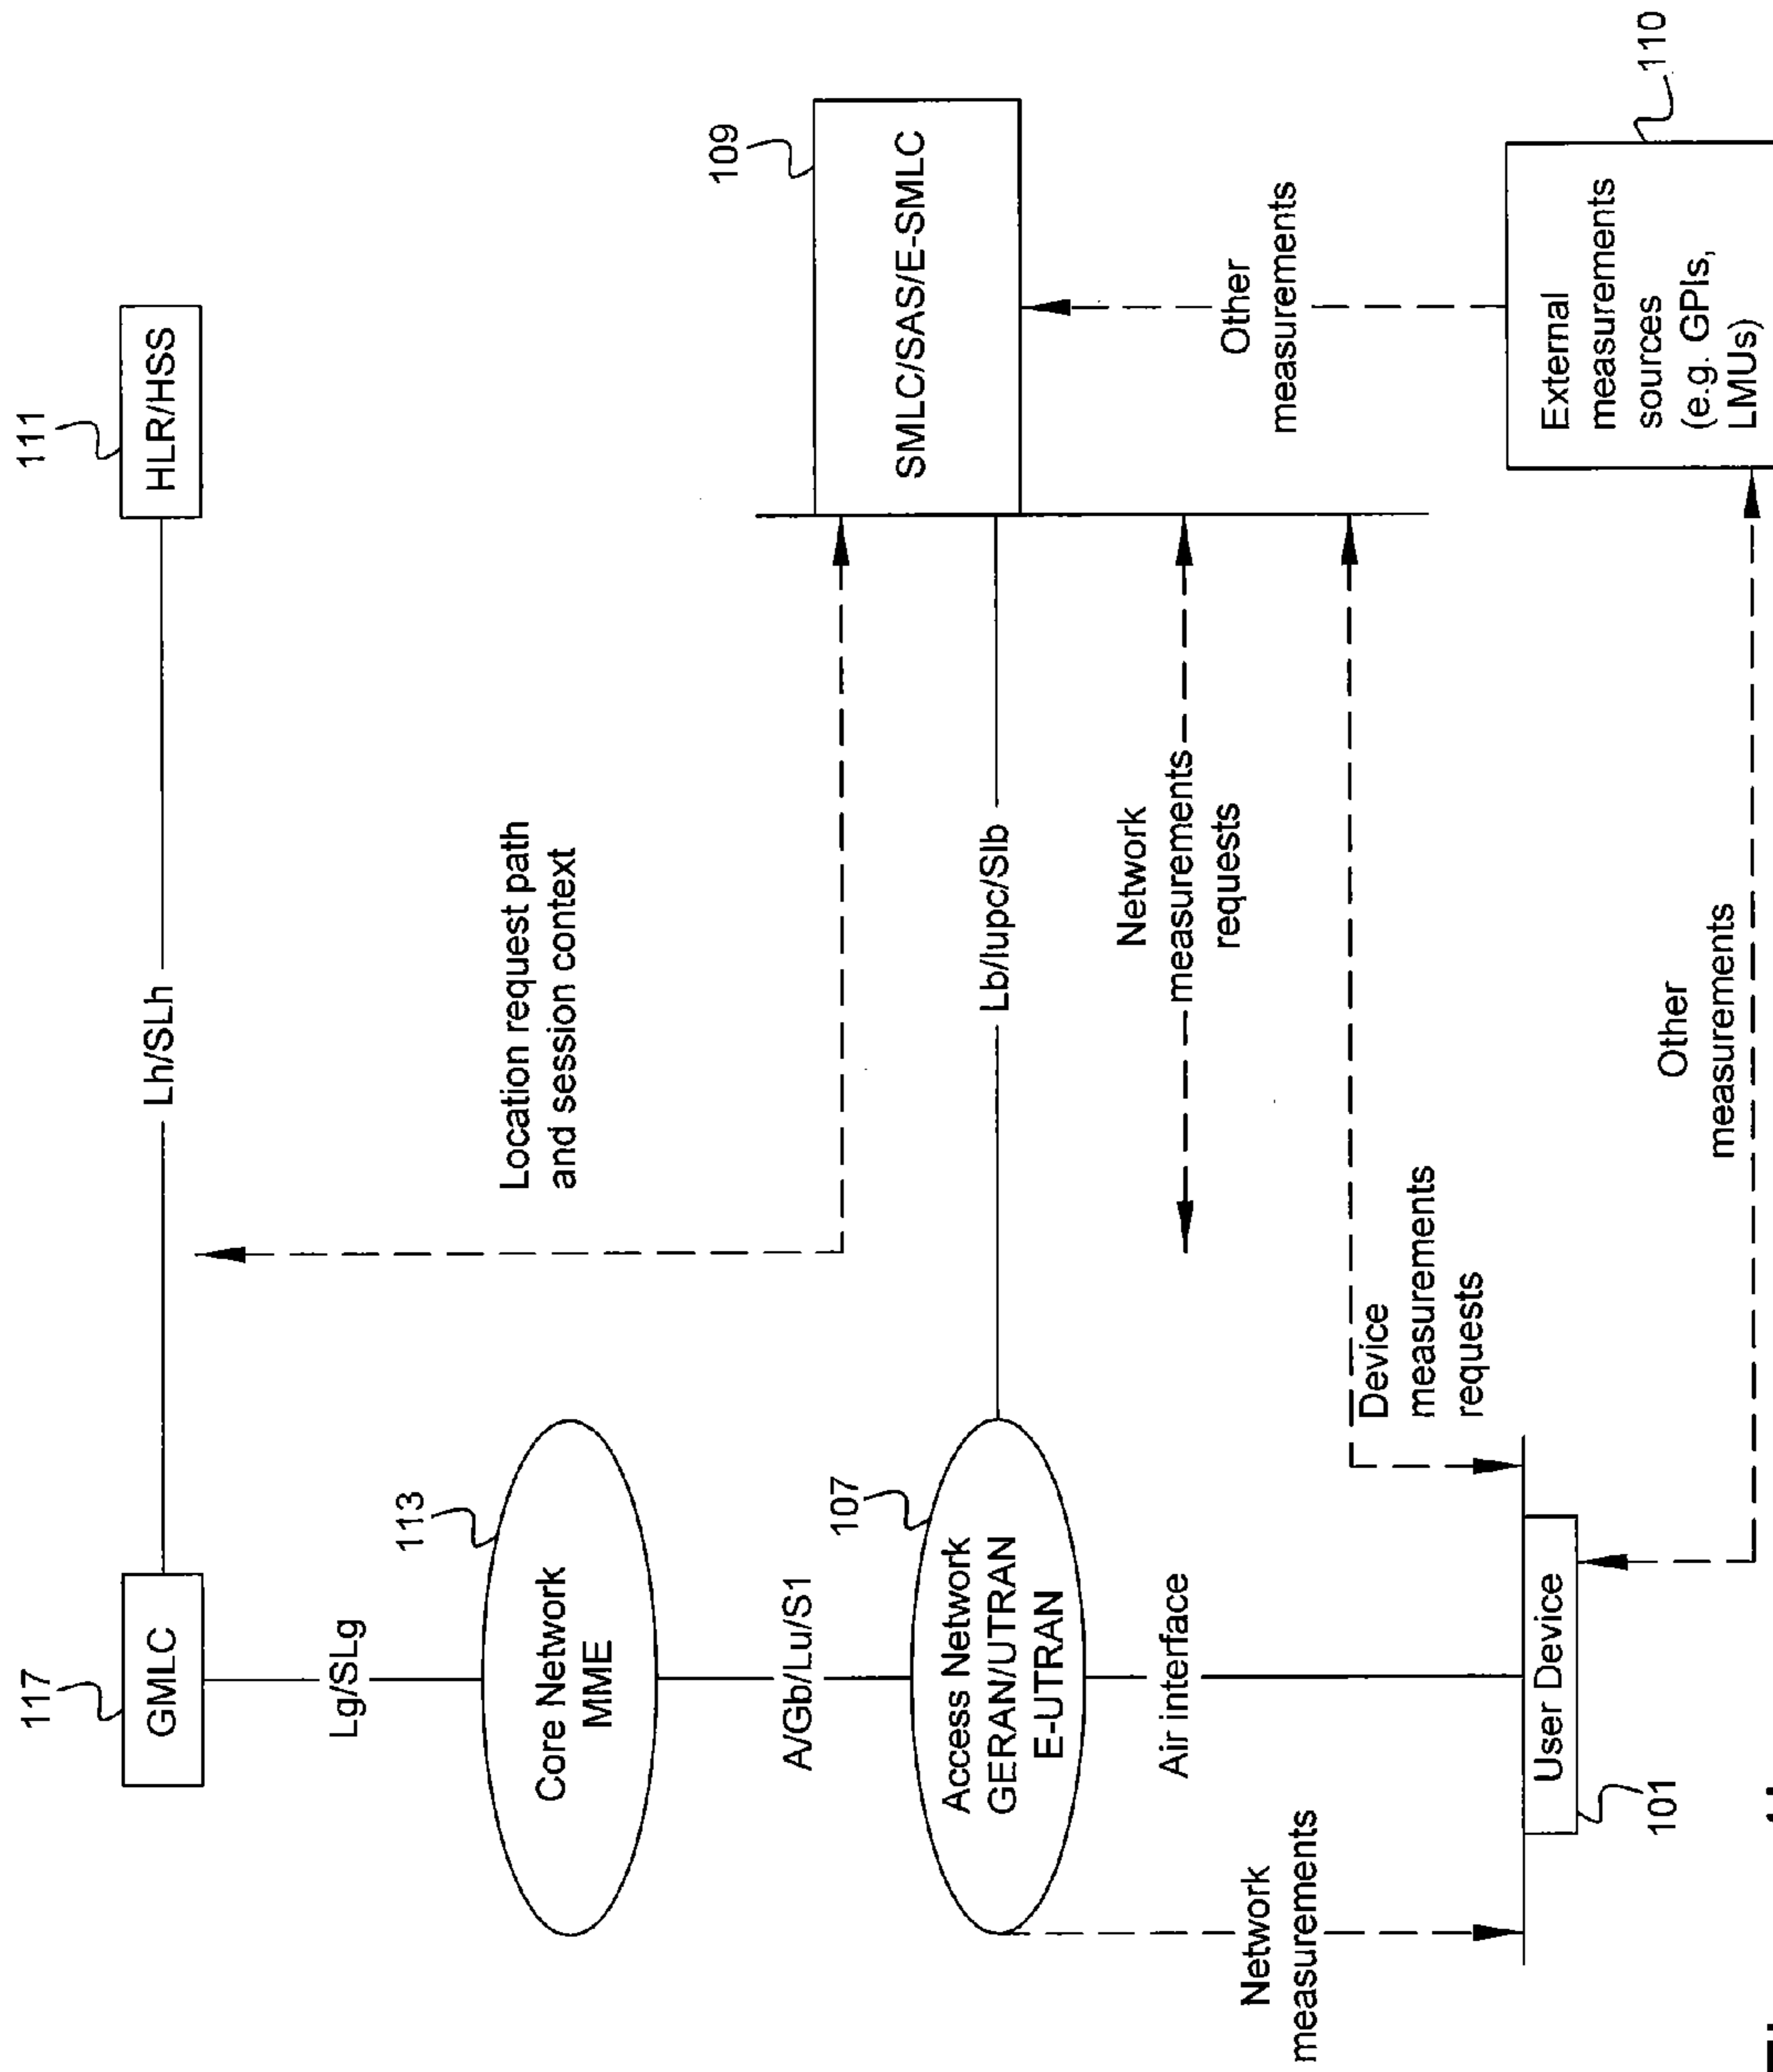 117
GMLC
Lh/SLh
111
HLR/HSS
Lg/SLg
113
Core Network
MME
Location request path
and session context
109
SMLC/SAS/E-SMLC
A/Gb/Lu/S1
107
Access Network
GERAN/UTRAN
E-UTRAN
Lb/Iupc/Slb
Network
measurements
requests
Other
measurements
Air interface
Network
measurements
Device
measurements
requests
User Device
101
External
measurements
sources
(e.g. GPIs,
LMUs)
110
Other
measurements